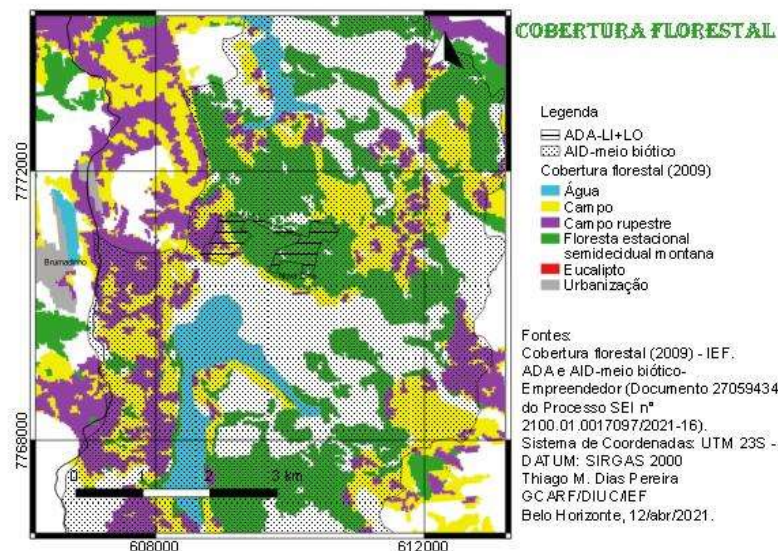 COBERTURA FLORESTAL
Legenda
ADA-LI+LO
AID-meio biótico
Cobertura florestal (2009)
Água
Campo
Campo rupestre
Floresta estacional
semidecidual montana
Eucalipto
Urbanização
Fontes:
Cobertura florestal (2009) - IEF.
ADA e AID-meio biótico-
Empreendedor (Documento 27059434
do Processo SEI nº
2100.01.0017097/2021-16).
Sistema de Coordenadas: UTM 23S -
DATUM: SIRGAS 2000
Thiago M. Dias Pereira
GCARF/DIUC/IEF
Belo Horizonte, 12/abr/2021.
7772000
7768000
Brumadinho
0 1 2 3 km
608000 612000